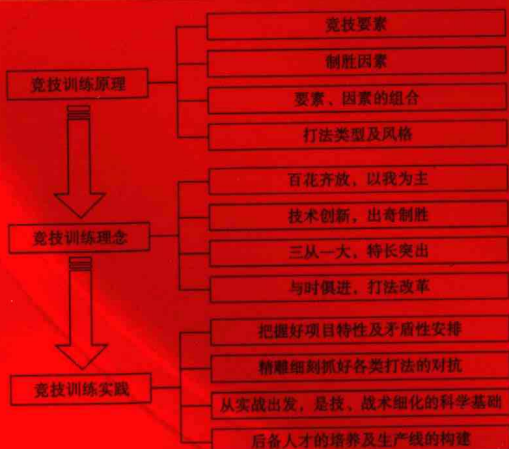 竞技训练原理
竞技要素
制胜因素
要素、因素的组合
打法类型及风格
竞技训练理念
百花齐放，以我为主
技术创新，出奇制胜
三从一大，特长突出
与时俱进，打法改革
竞技训练实践
把握好项目特性及矛盾性安排
精雕细刻抓好各类打法的对抗
从实战出发，是技、战术细化的科学基础
后备人才的培养及生产线的构建